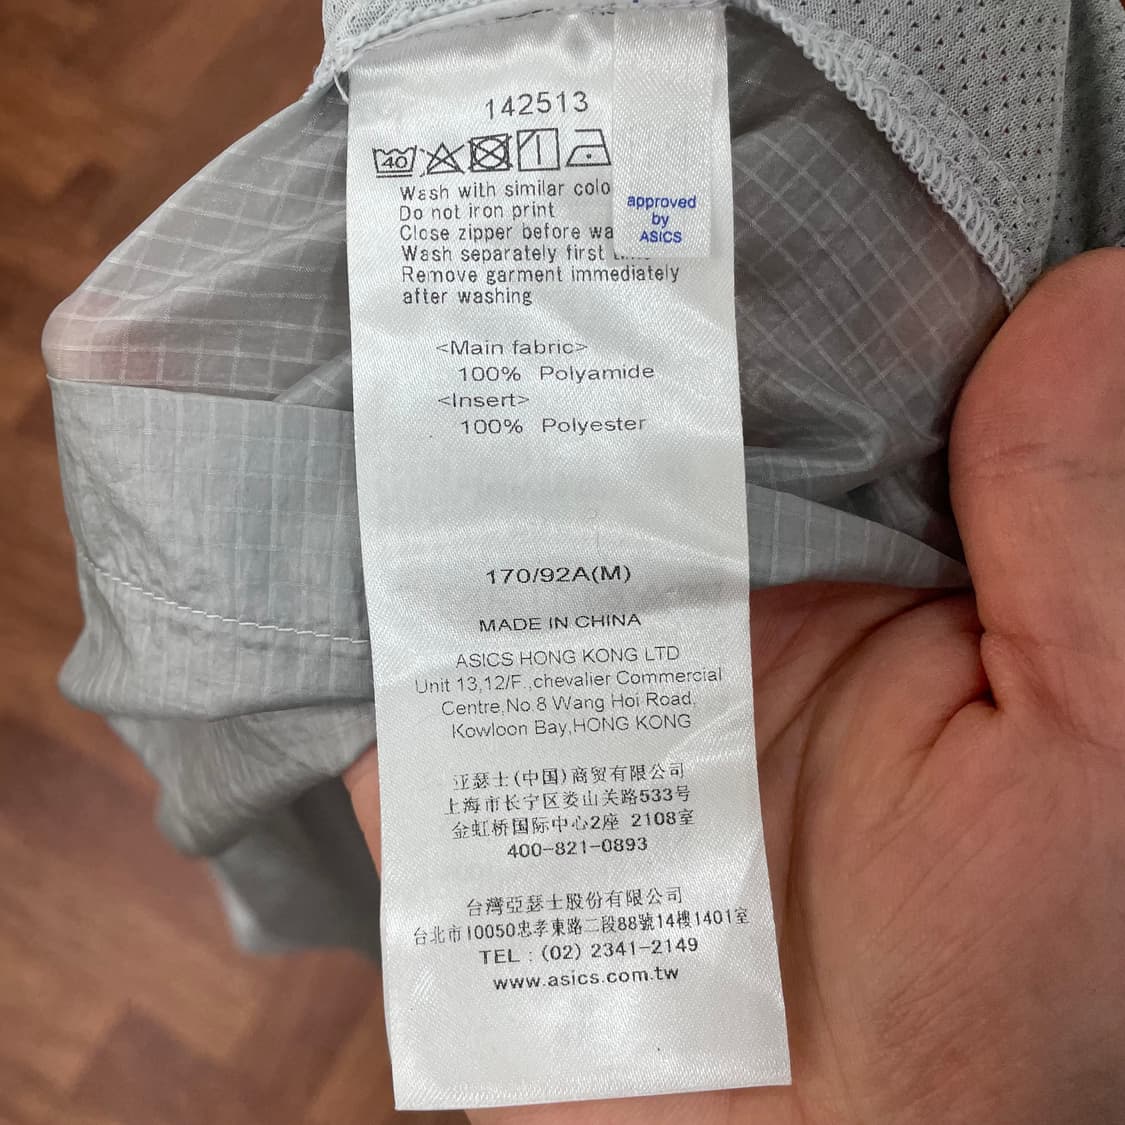 142513
40
Wash with similar colo
Do not iron print
Close zipper before wa
Wash separately first
Remove garment immediately
after washing
approved
by
ASICS
<Main fabric>
100% Polyamide
<Insert>
100% Polyester
170/92A(M)
MADE IN CHINA
ASICS HONG KONG LTD
Unit 13,12/F.,chevalier Commercial
Centre,No.8 Wang Hoi Road,
Kowloon Bay,HONG KONG
亚瑟士(中国)商贸有限公司
上海市长宁区娄山关路533号
金虹桥国际中心2座 2108室
400-821-0893
台灣亞瑟士股份有限公司
台北市10050忠孝東路二段88號14樓1401室
TEL : (02) 2341-2149
www.asics.com.tw